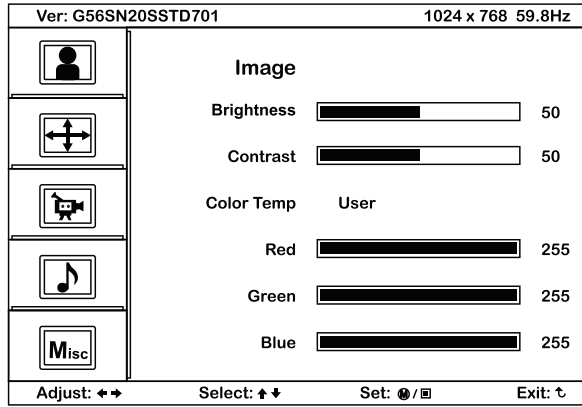 Ver: G56SN20SSTD701 1024 x 768 59.8Hz
Image
Brightness 50
Contrast 50
Color Temp User
Red 255
Green 255
Blue 255
Misc
Adjust: ←→ Select: ↑↓ Set: Ⓜ/▣ Exit: ↰